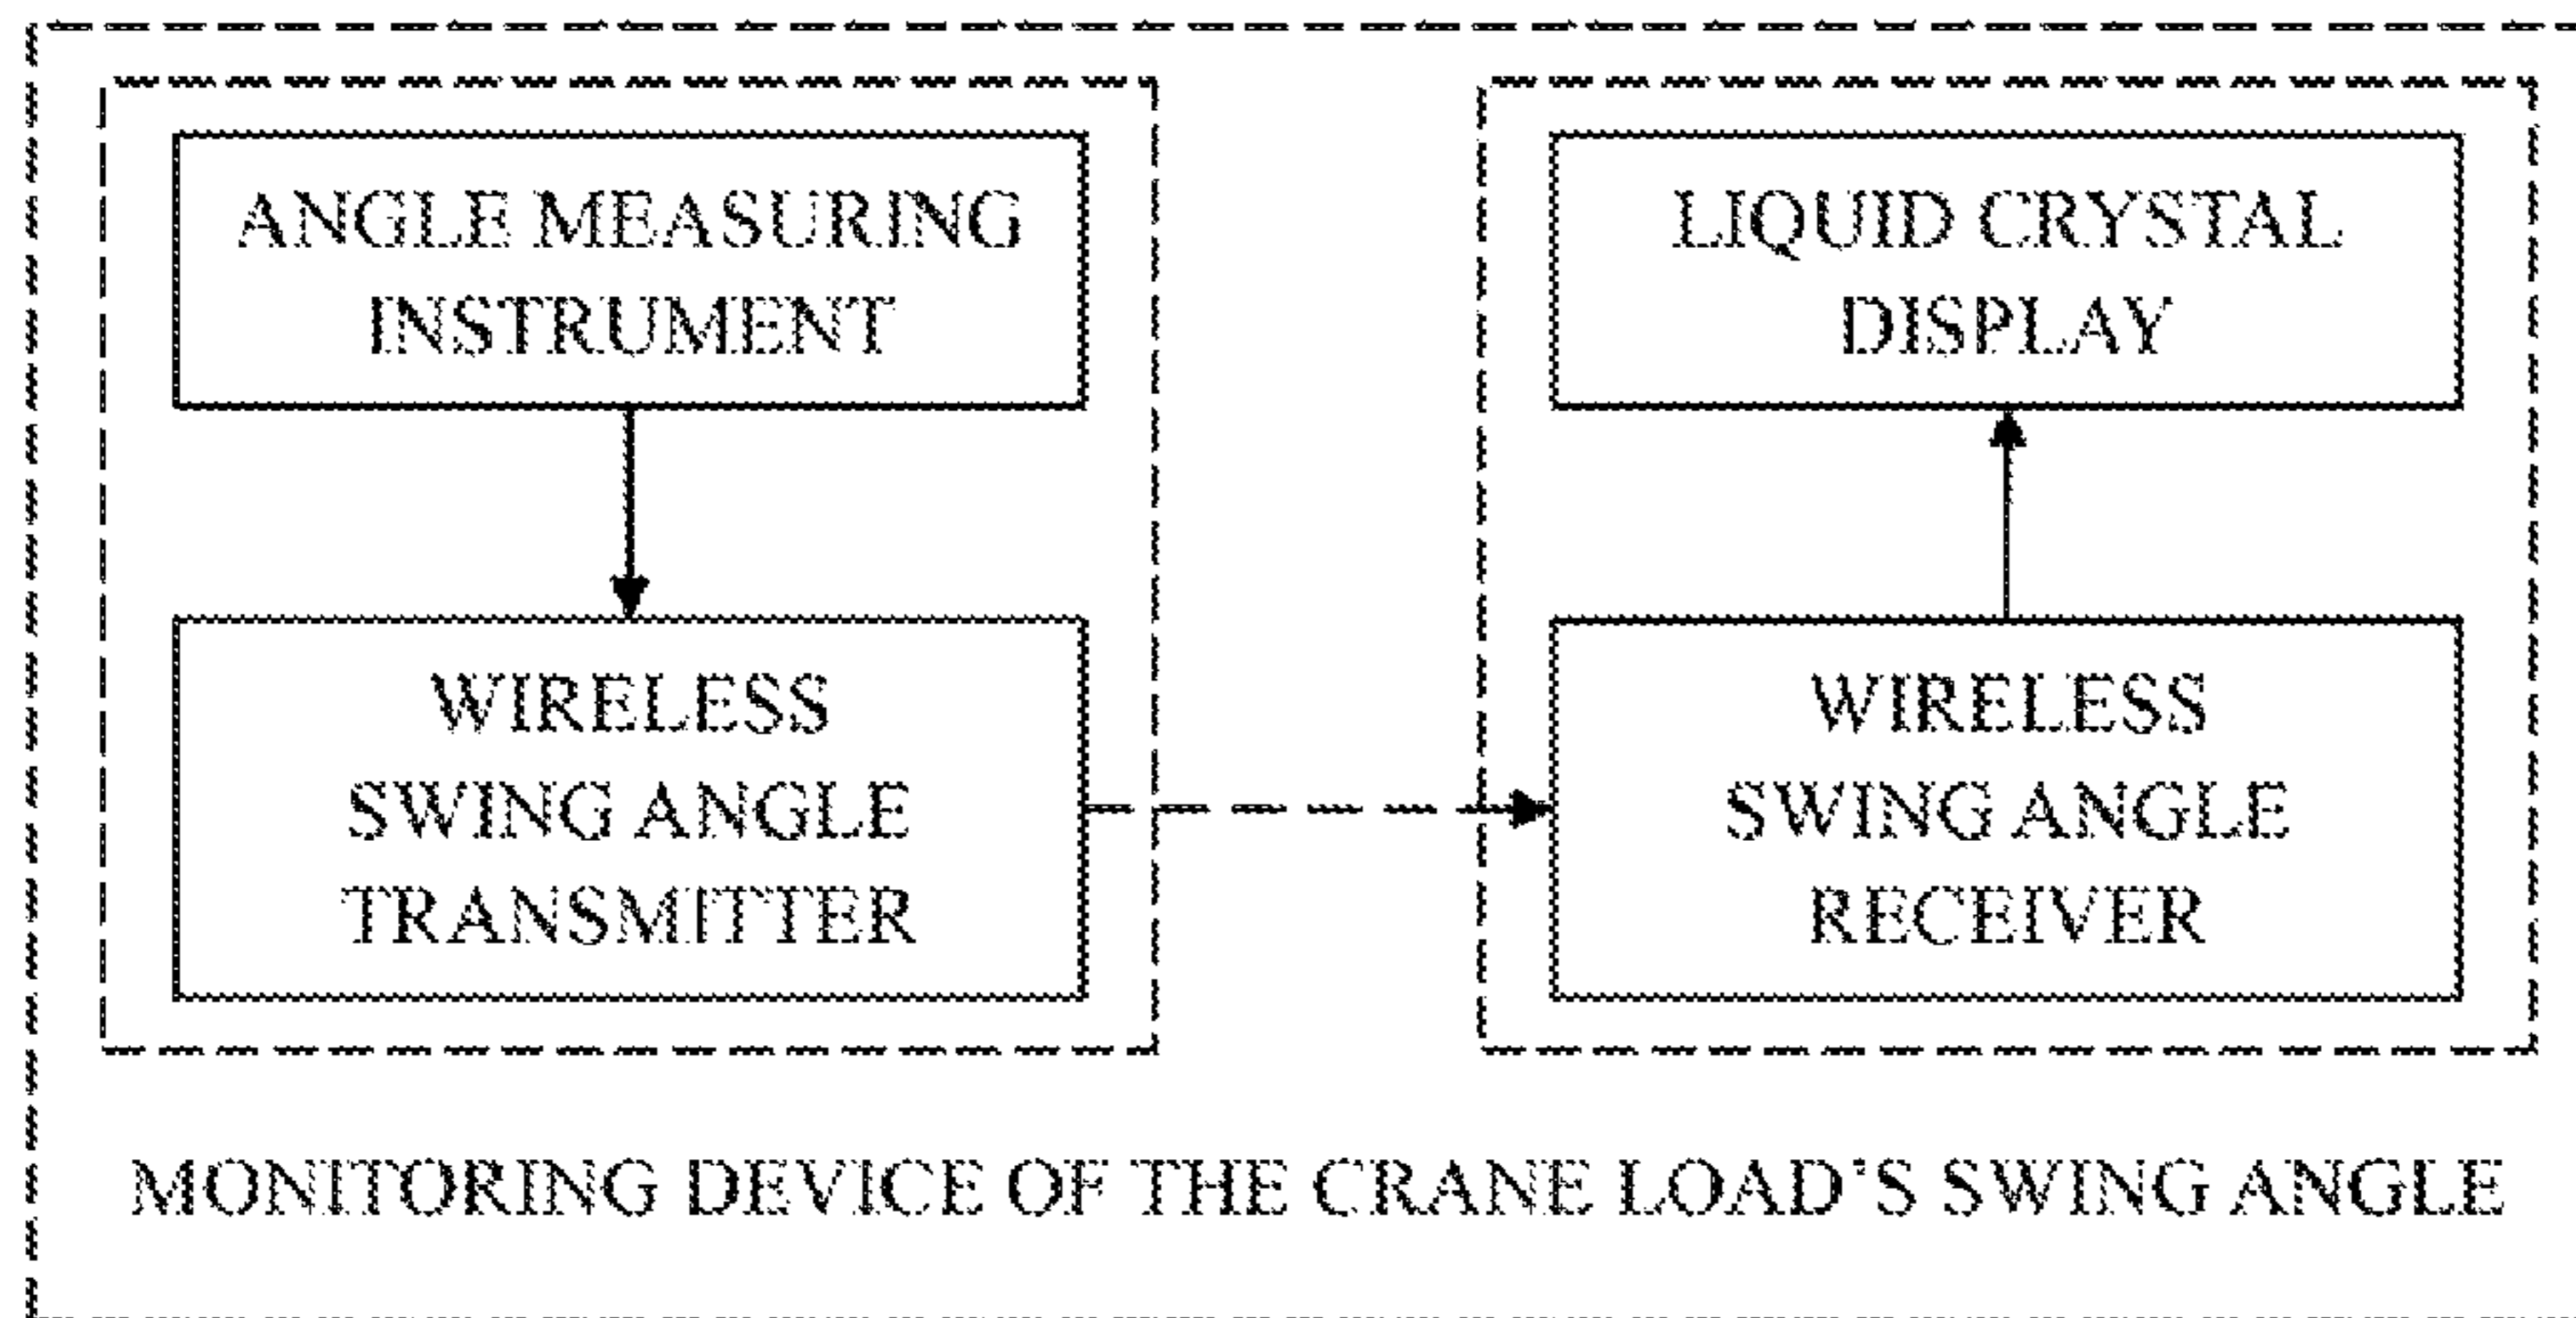 ANGLE MEASURING
INSTRUMENT
WIRELESS
SWING ANGLE
TRANSMITTER
LIQUID CRYSTAL
DISPLAY
WIRELESS
SWING ANGLE
RECEIVER
MONITORING DEVICE OF THE CRANE LOAD'S SWING ANGLE